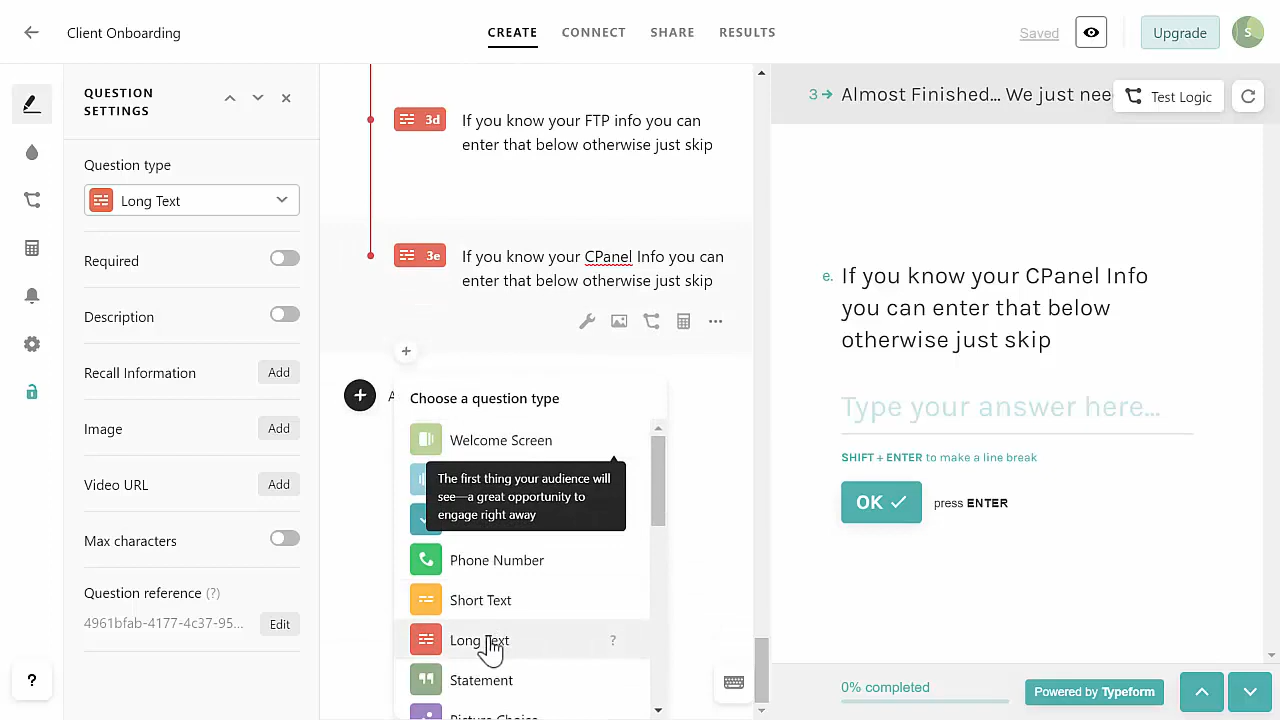 Client Onboarding
CREATE
CONNECT
SHARE
RESULTS
Saved
Upgrade
S
QUESTION
SETTINGS
Question type
Long Text
Required
Description
Recall Information
Add
Image
Add
Video URL
Add
Max characters
Question reference (?)
4961bfab-4177-4c37-95...
Edit
?
3d
If you know your FTP info you can
enter that below otherwise just skip
3e
If you know your CPanel Info you can
enter that below otherwise just skip
A
Choose a question type
Welcome Screen
The first thing your audience will
see—a great opportunity to
engage right away
Phone Number
Short Text
Long Text
?
Statement
Picture Choice
3
Almost Finished... We just nee
Test Logic
e.
If you know your CPanel Info
you can enter that below
otherwise just skip
Type your answer here...
SHIFT + ENTER to make a line break
OK
press ENTER
0% completed
Powered by Typeform